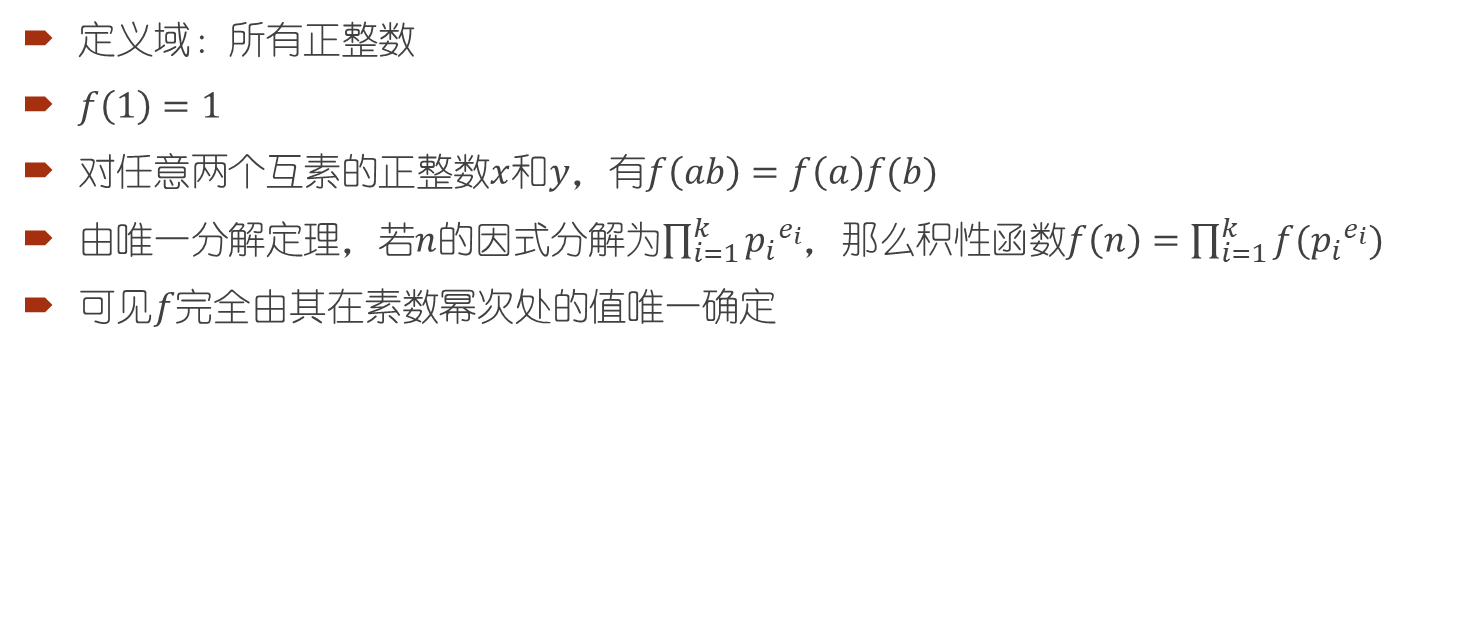 定义域：所有正整数
f(1) = 1
对任意两个互素的正整数x和y，有f(ab) = f(a)f(b)
由唯一分解定理，若n的因式分解为∏_{i=1}^{k} p_i^{e_i}，那么积性函数f(n) = ∏_{i=1}^{k} f(p_i^{e_i})
可见f完全由其在素数幂次处的值唯一确定